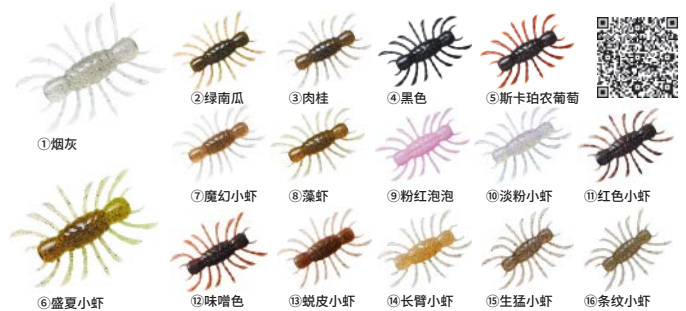 ①烟灰
②绿南瓜
③肉桂
④黑色
⑤斯卡珀农葡萄
⑥盛夏小虾
⑦魔幻小虾
⑧藻虾
⑨粉红泡泡
⑩淡粉小虾
⑪红色小虾
⑫味噌色
⑬蜕皮小虾
⑭长臂小虾
⑮生猛小虾
⑯条纹小虾